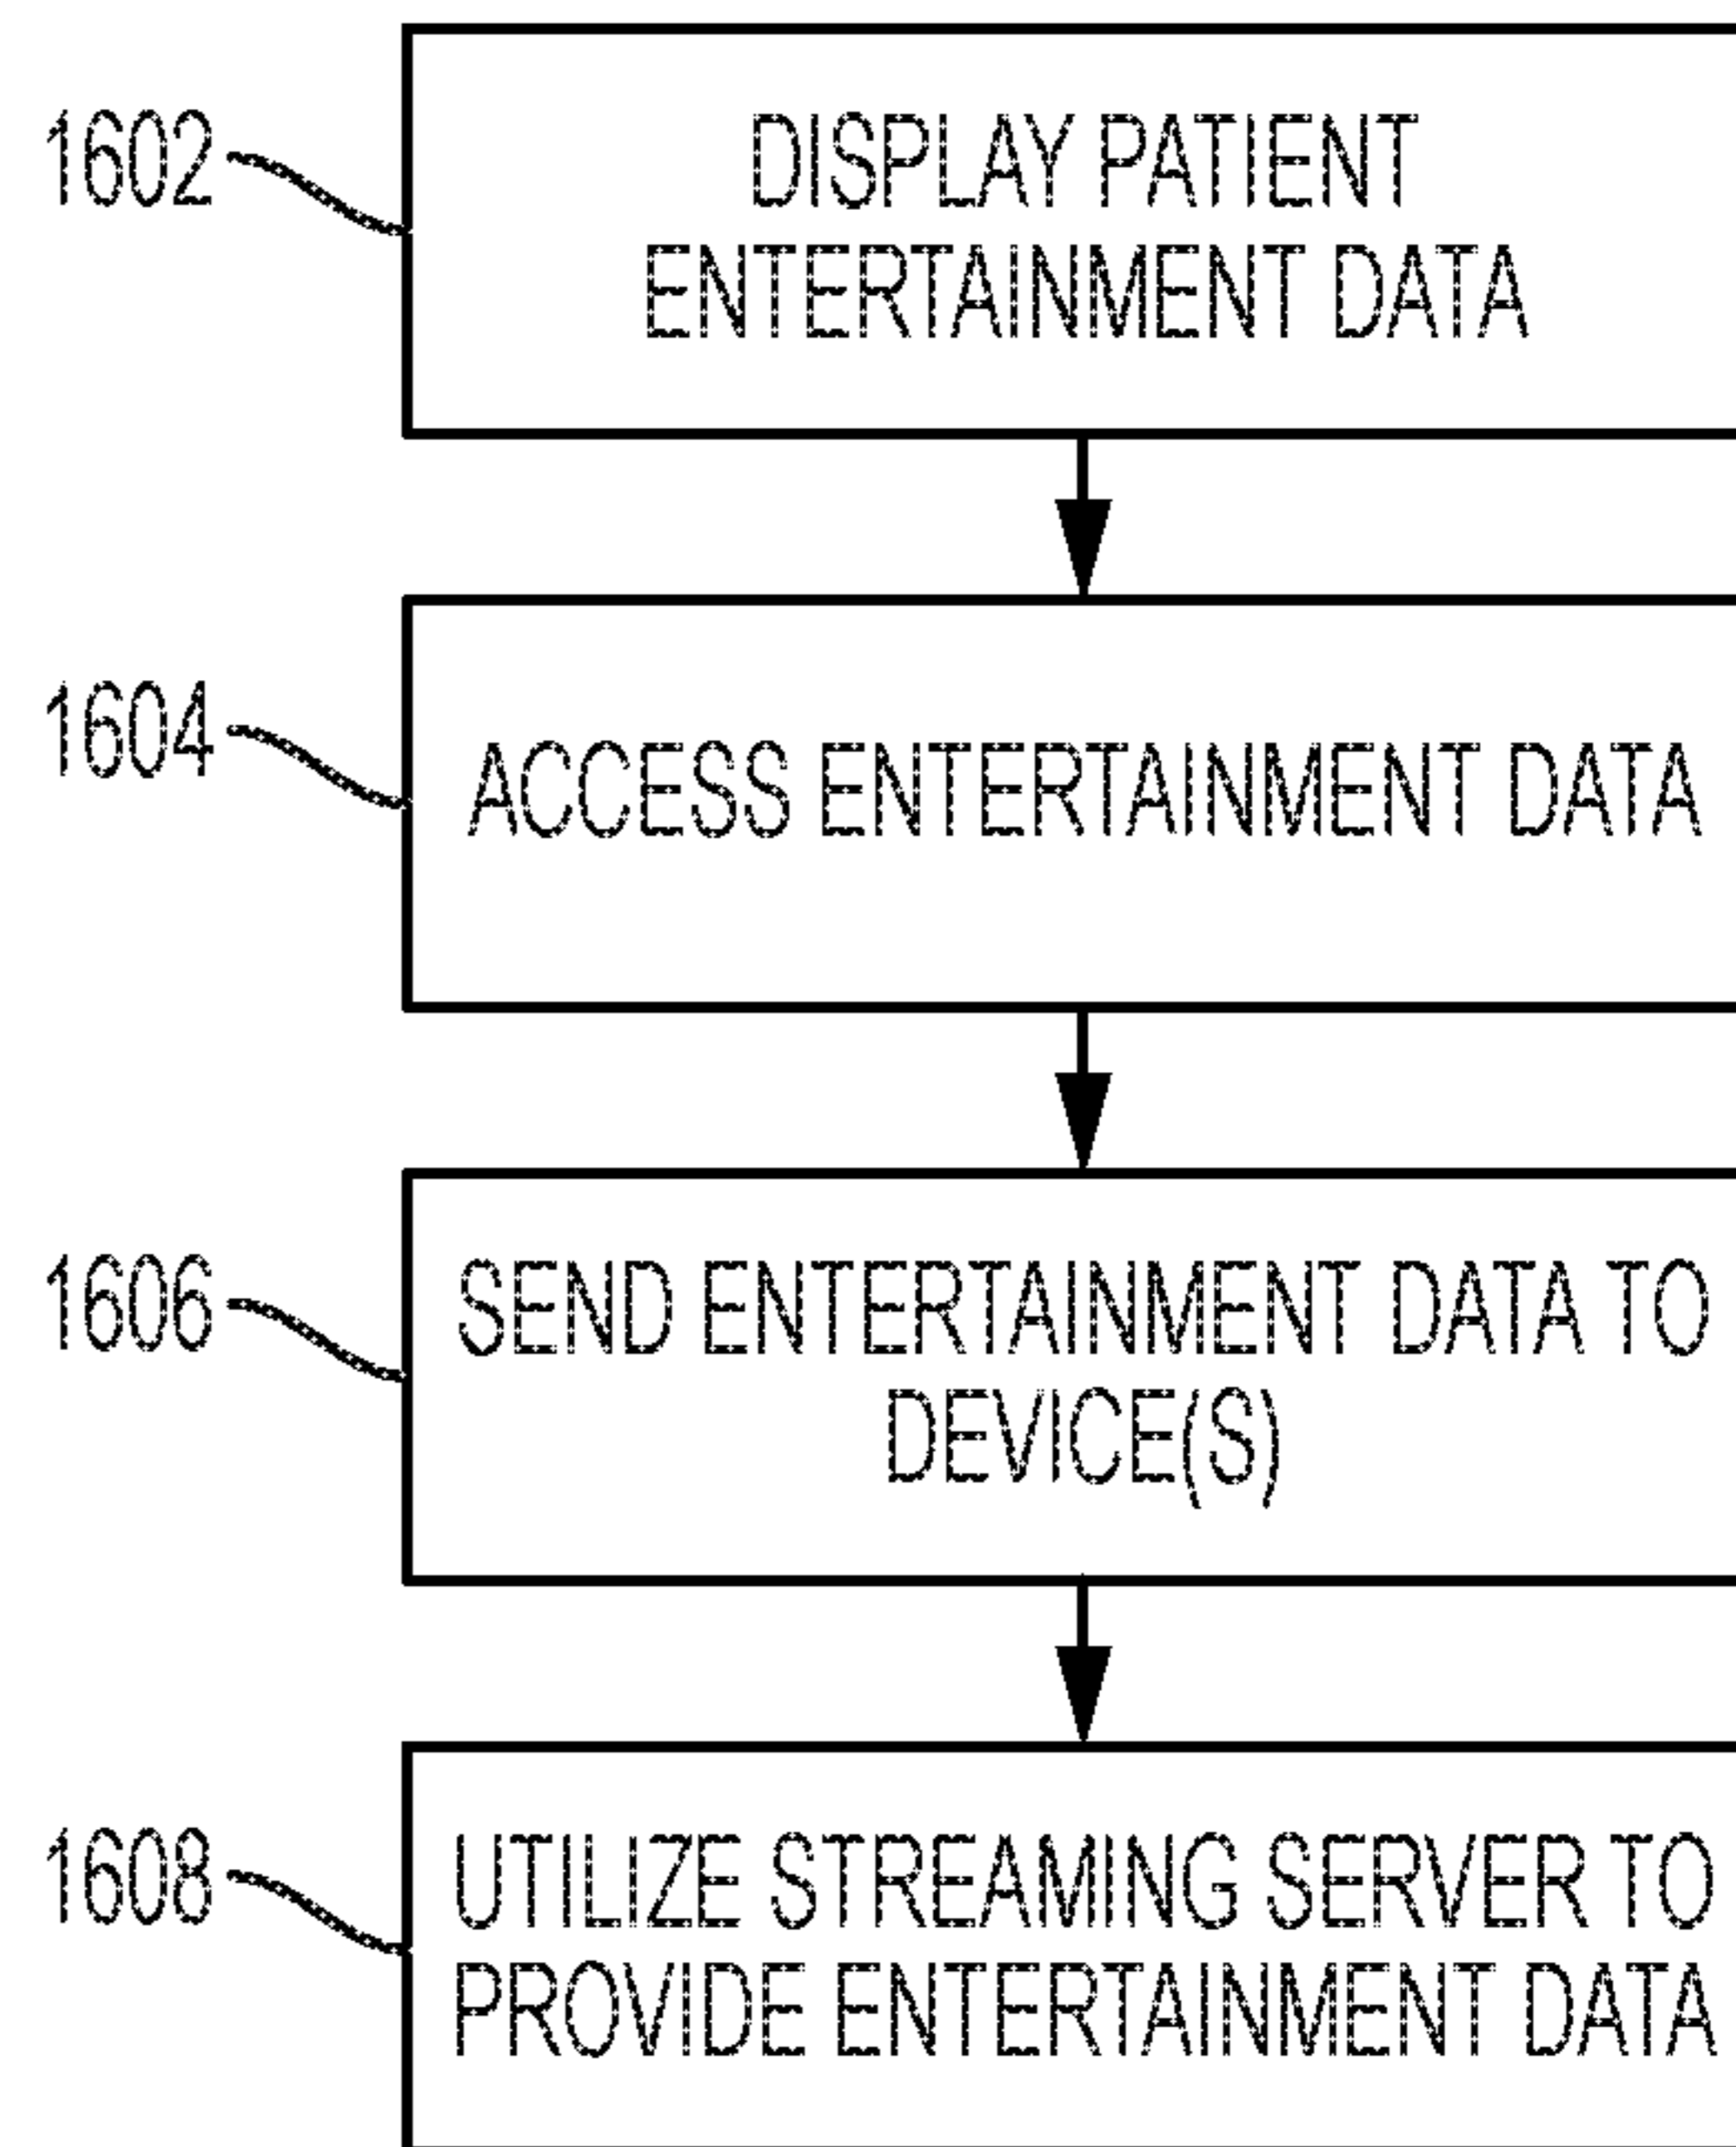 1602
DISPLAY PATIENT
ENTERTAINMENT DATA
1604
ACCESS ENTERTAINMENT DATA
1606
SEND ENTERTAINMENT DATA TO
DEVICE(S)
1608
UTILIZE STREAMING SERVER TO
PROVIDE ENTERTAINMENT DATA